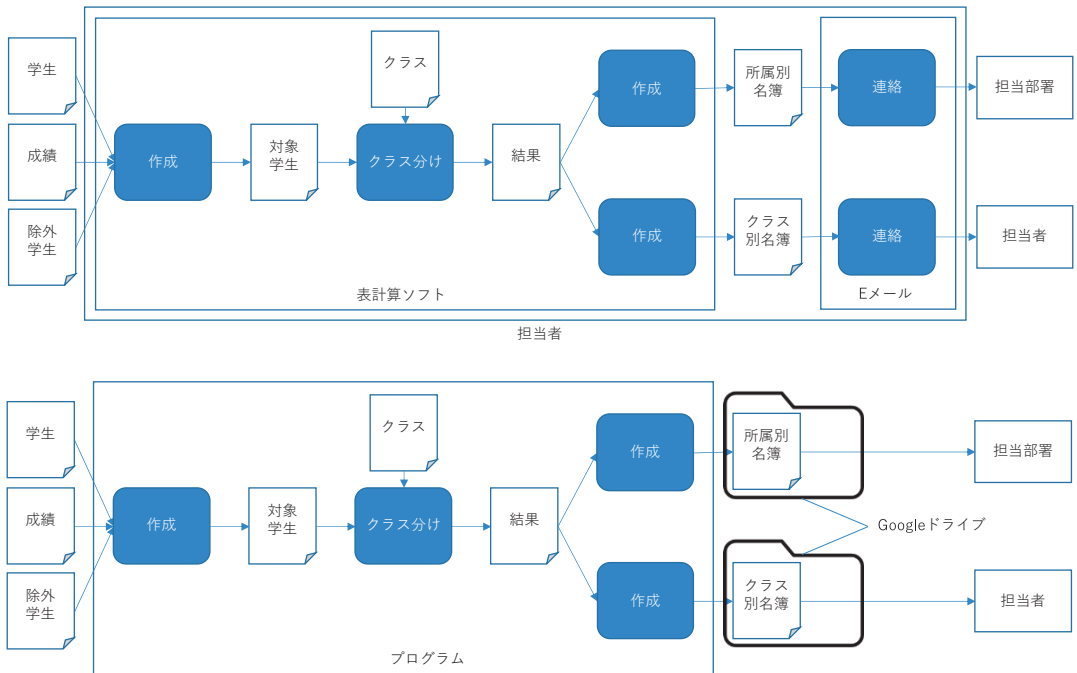 学生
成績
除外
学生
作成
対象
学生
クラス
クラス分け
結果
作成
作成
所属別
名簿
クラス
別名簿
連絡
連絡
担当部署
担当者
表計算ソフト
Eメール
担当者
学生
成績
除外
学生
作成
対象
学生
クラス
クラス分け
結果
作成
作成
所属別
名簿
クラス
別名簿
Googleドライブ
担当部署
担当者
プログラム